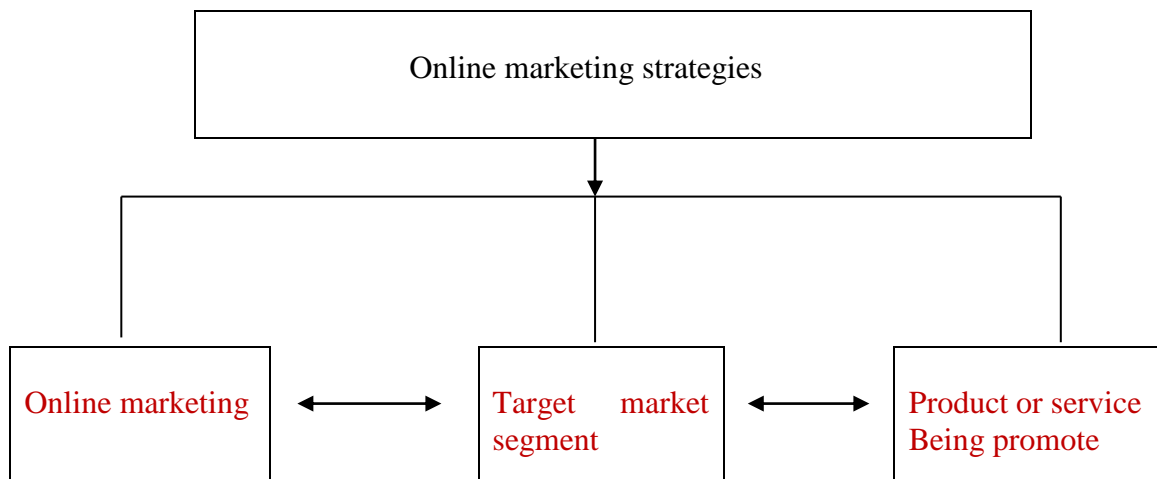 Online marketing strategies
Online marketing
Target market
segment
Product or service
Being promote